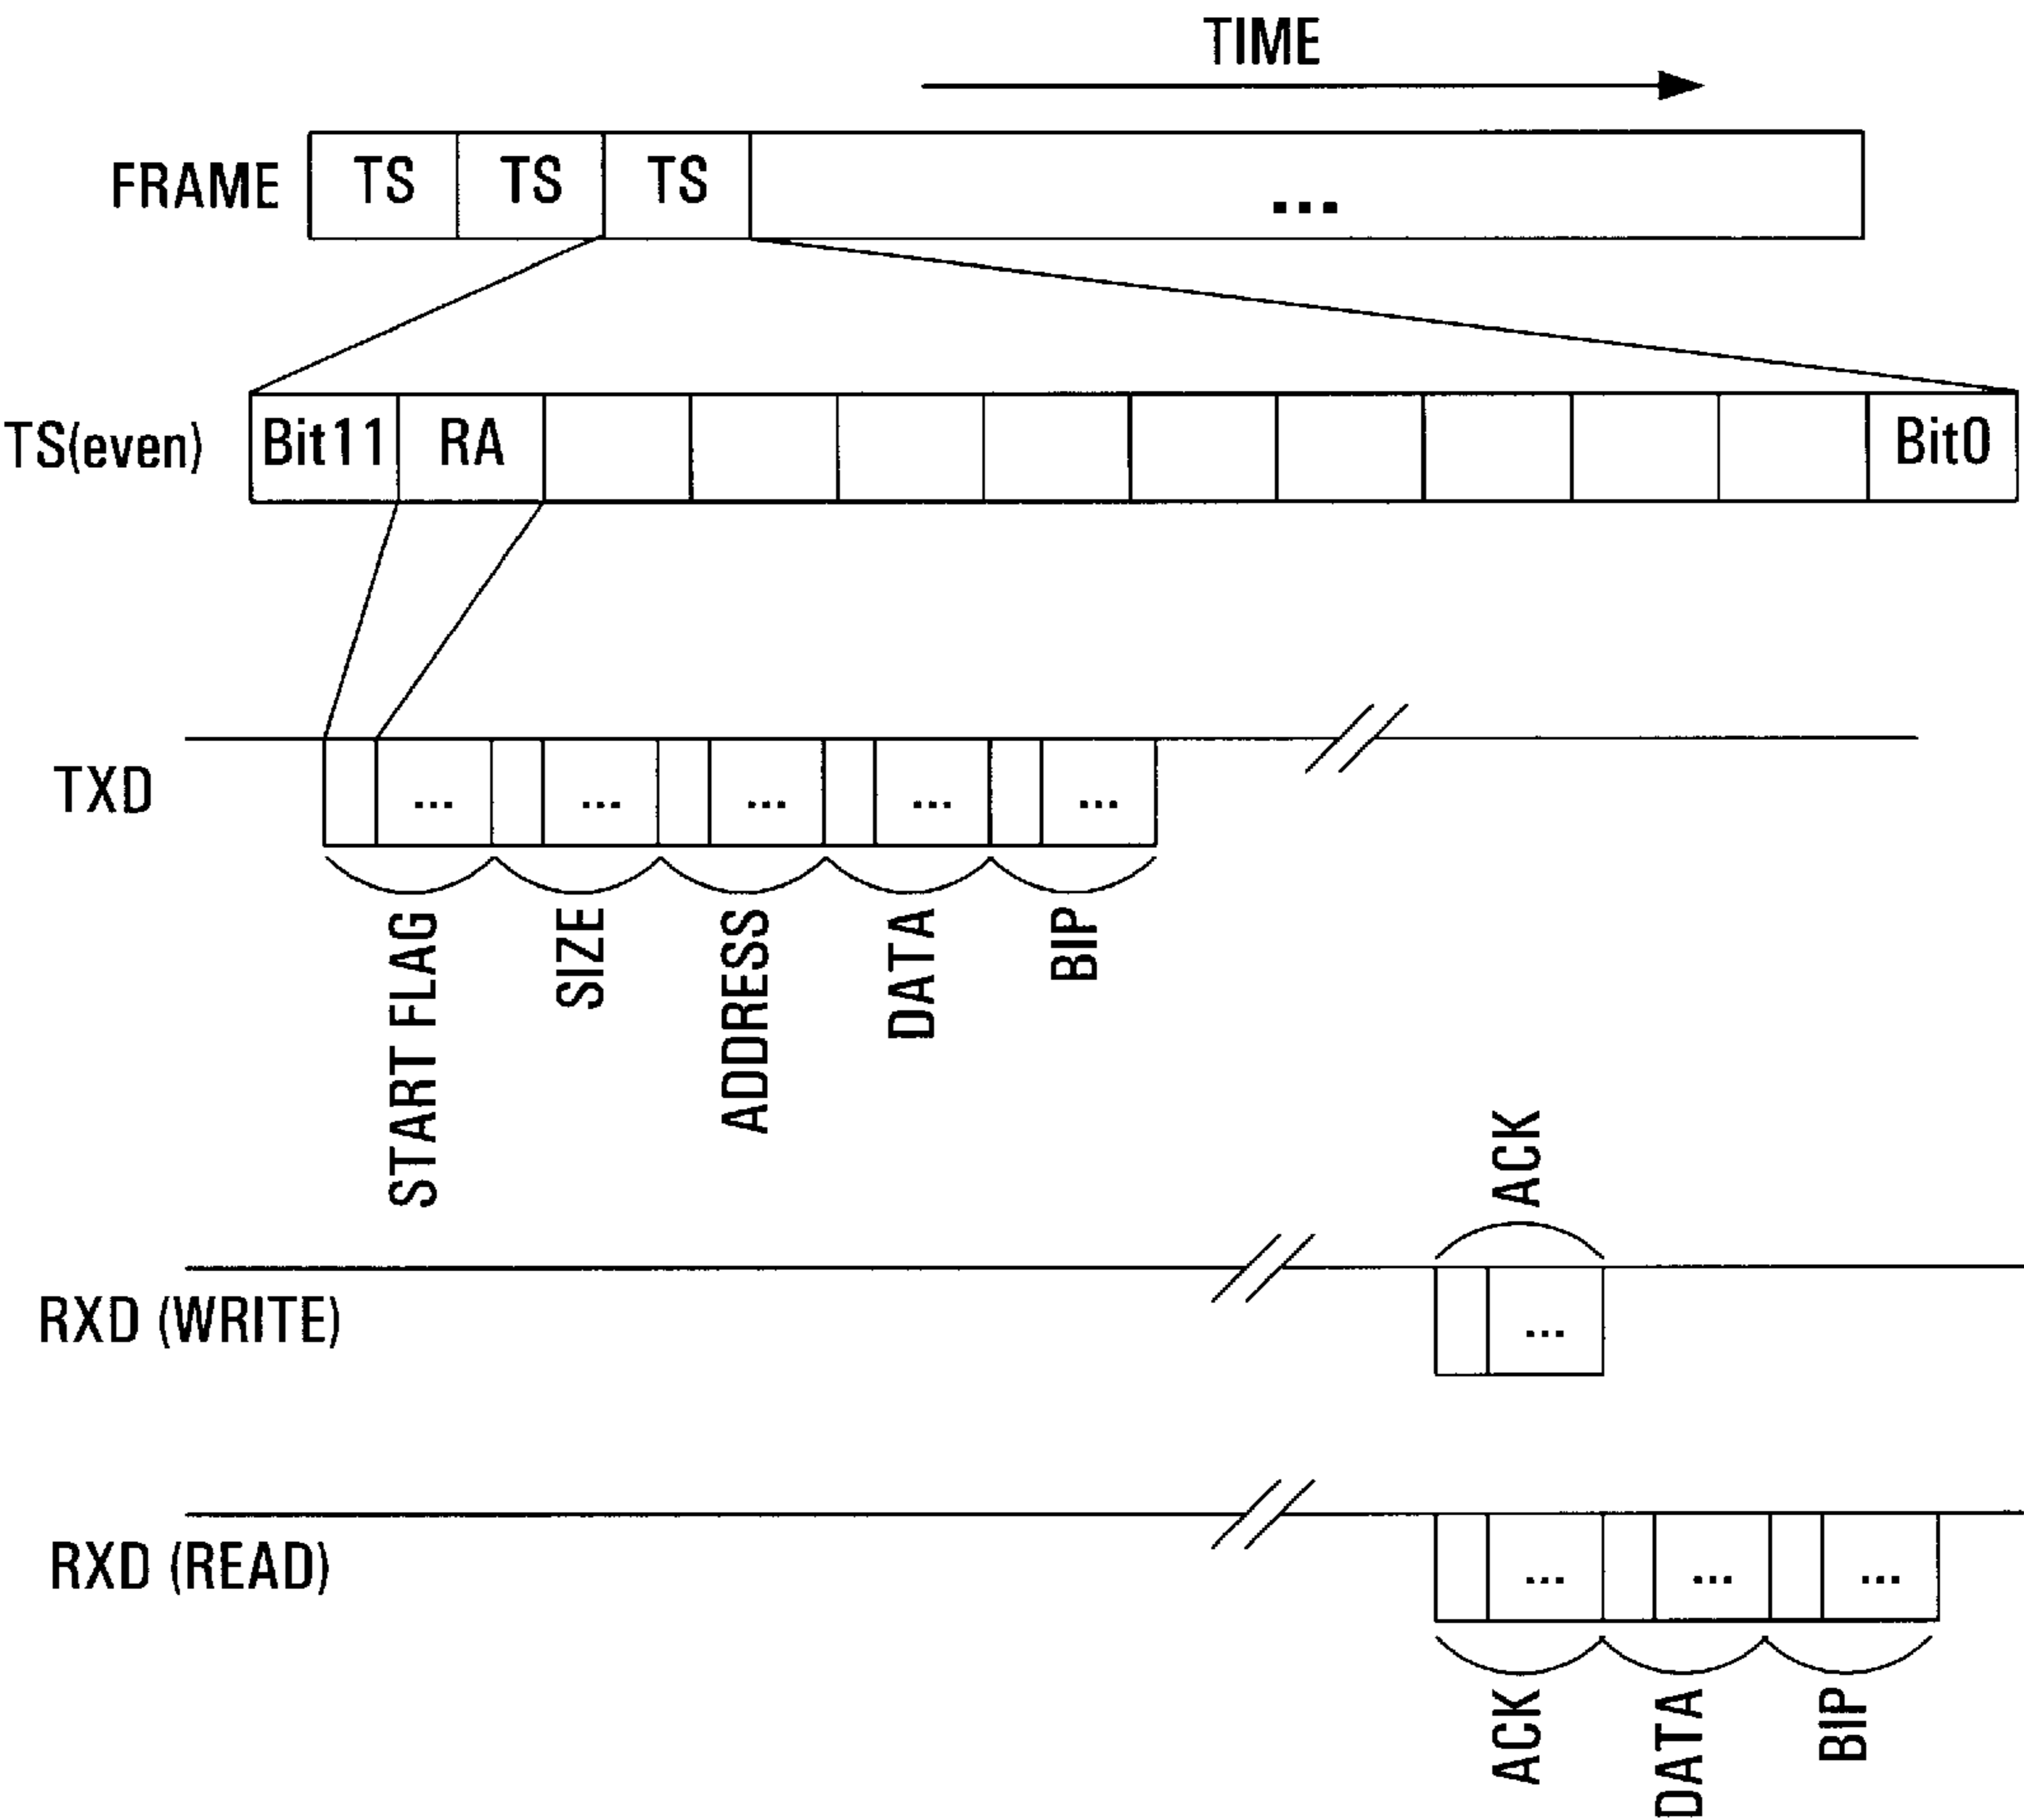 TIME
FRAME TS TS TS ...
TS(even) Bit11 RA Bit0
TXD ... ... ... ... ...
START FLAG
SIZE
ADDRESS
DATA
BIP
ACK
RXD (WRITE) ...
RXD (READ) ... ... ...
ACK
DATA
BIP